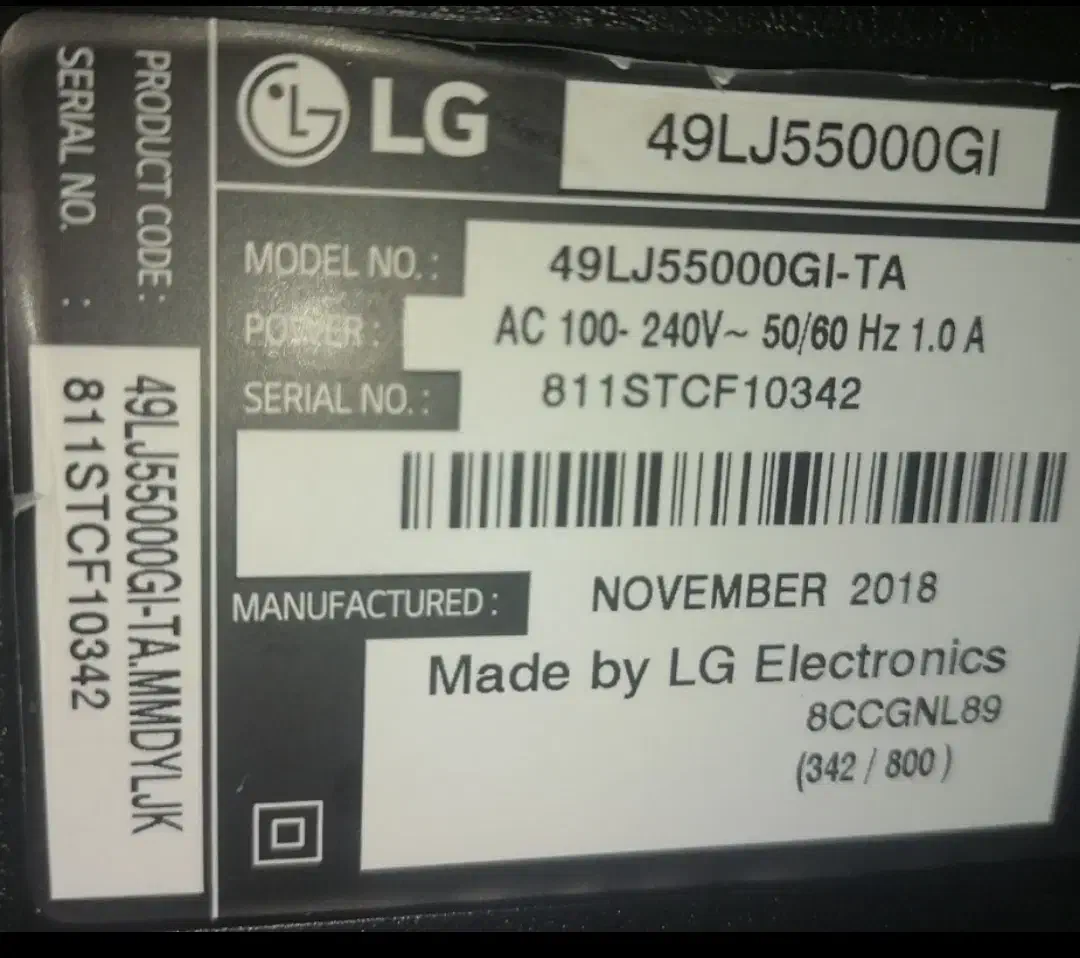 LG
49LJ55000GI
MODEL NO. : 49LJ55000GI-TA
POWER : AC 100- 240V~ 50/60 Hz 1.0 A
SERIAL NO. : 811STCF10342
MANUFACTURED : NOVEMBER 2018
Made by LG Electronics
8CCGNL89
(342 / 800 )
PRODUCT CODE : 49LJ55000GI-TA.MMDYLJK
SERIAL NO. : 811STCF10342